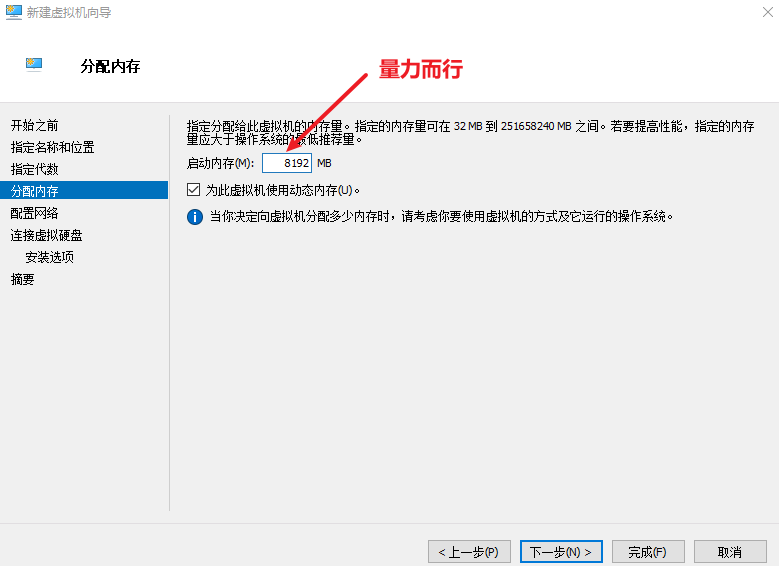 新建虚拟机向导
分配内存
量力而行
开始之前
指定名称和位置
指定代数
分配内存
配置网络
连接虚拟硬盘
安装选项
摘要
指定分配给此虚拟机的内存量。指定的内存量可在 32 MB 到 251658240 MB 之间。若要提高性能，指定的内存
量应大于操作系统的最低推荐量。
启动内存(M): 8192 MB
为此虚拟机使用动态内存(U)。
当你决定向虚拟机分配多少内存时，请考虑你要使用虚拟机的方式及它运行的操作系统。
< 上一步(P) 下一步(N) > 完成(F) 取消